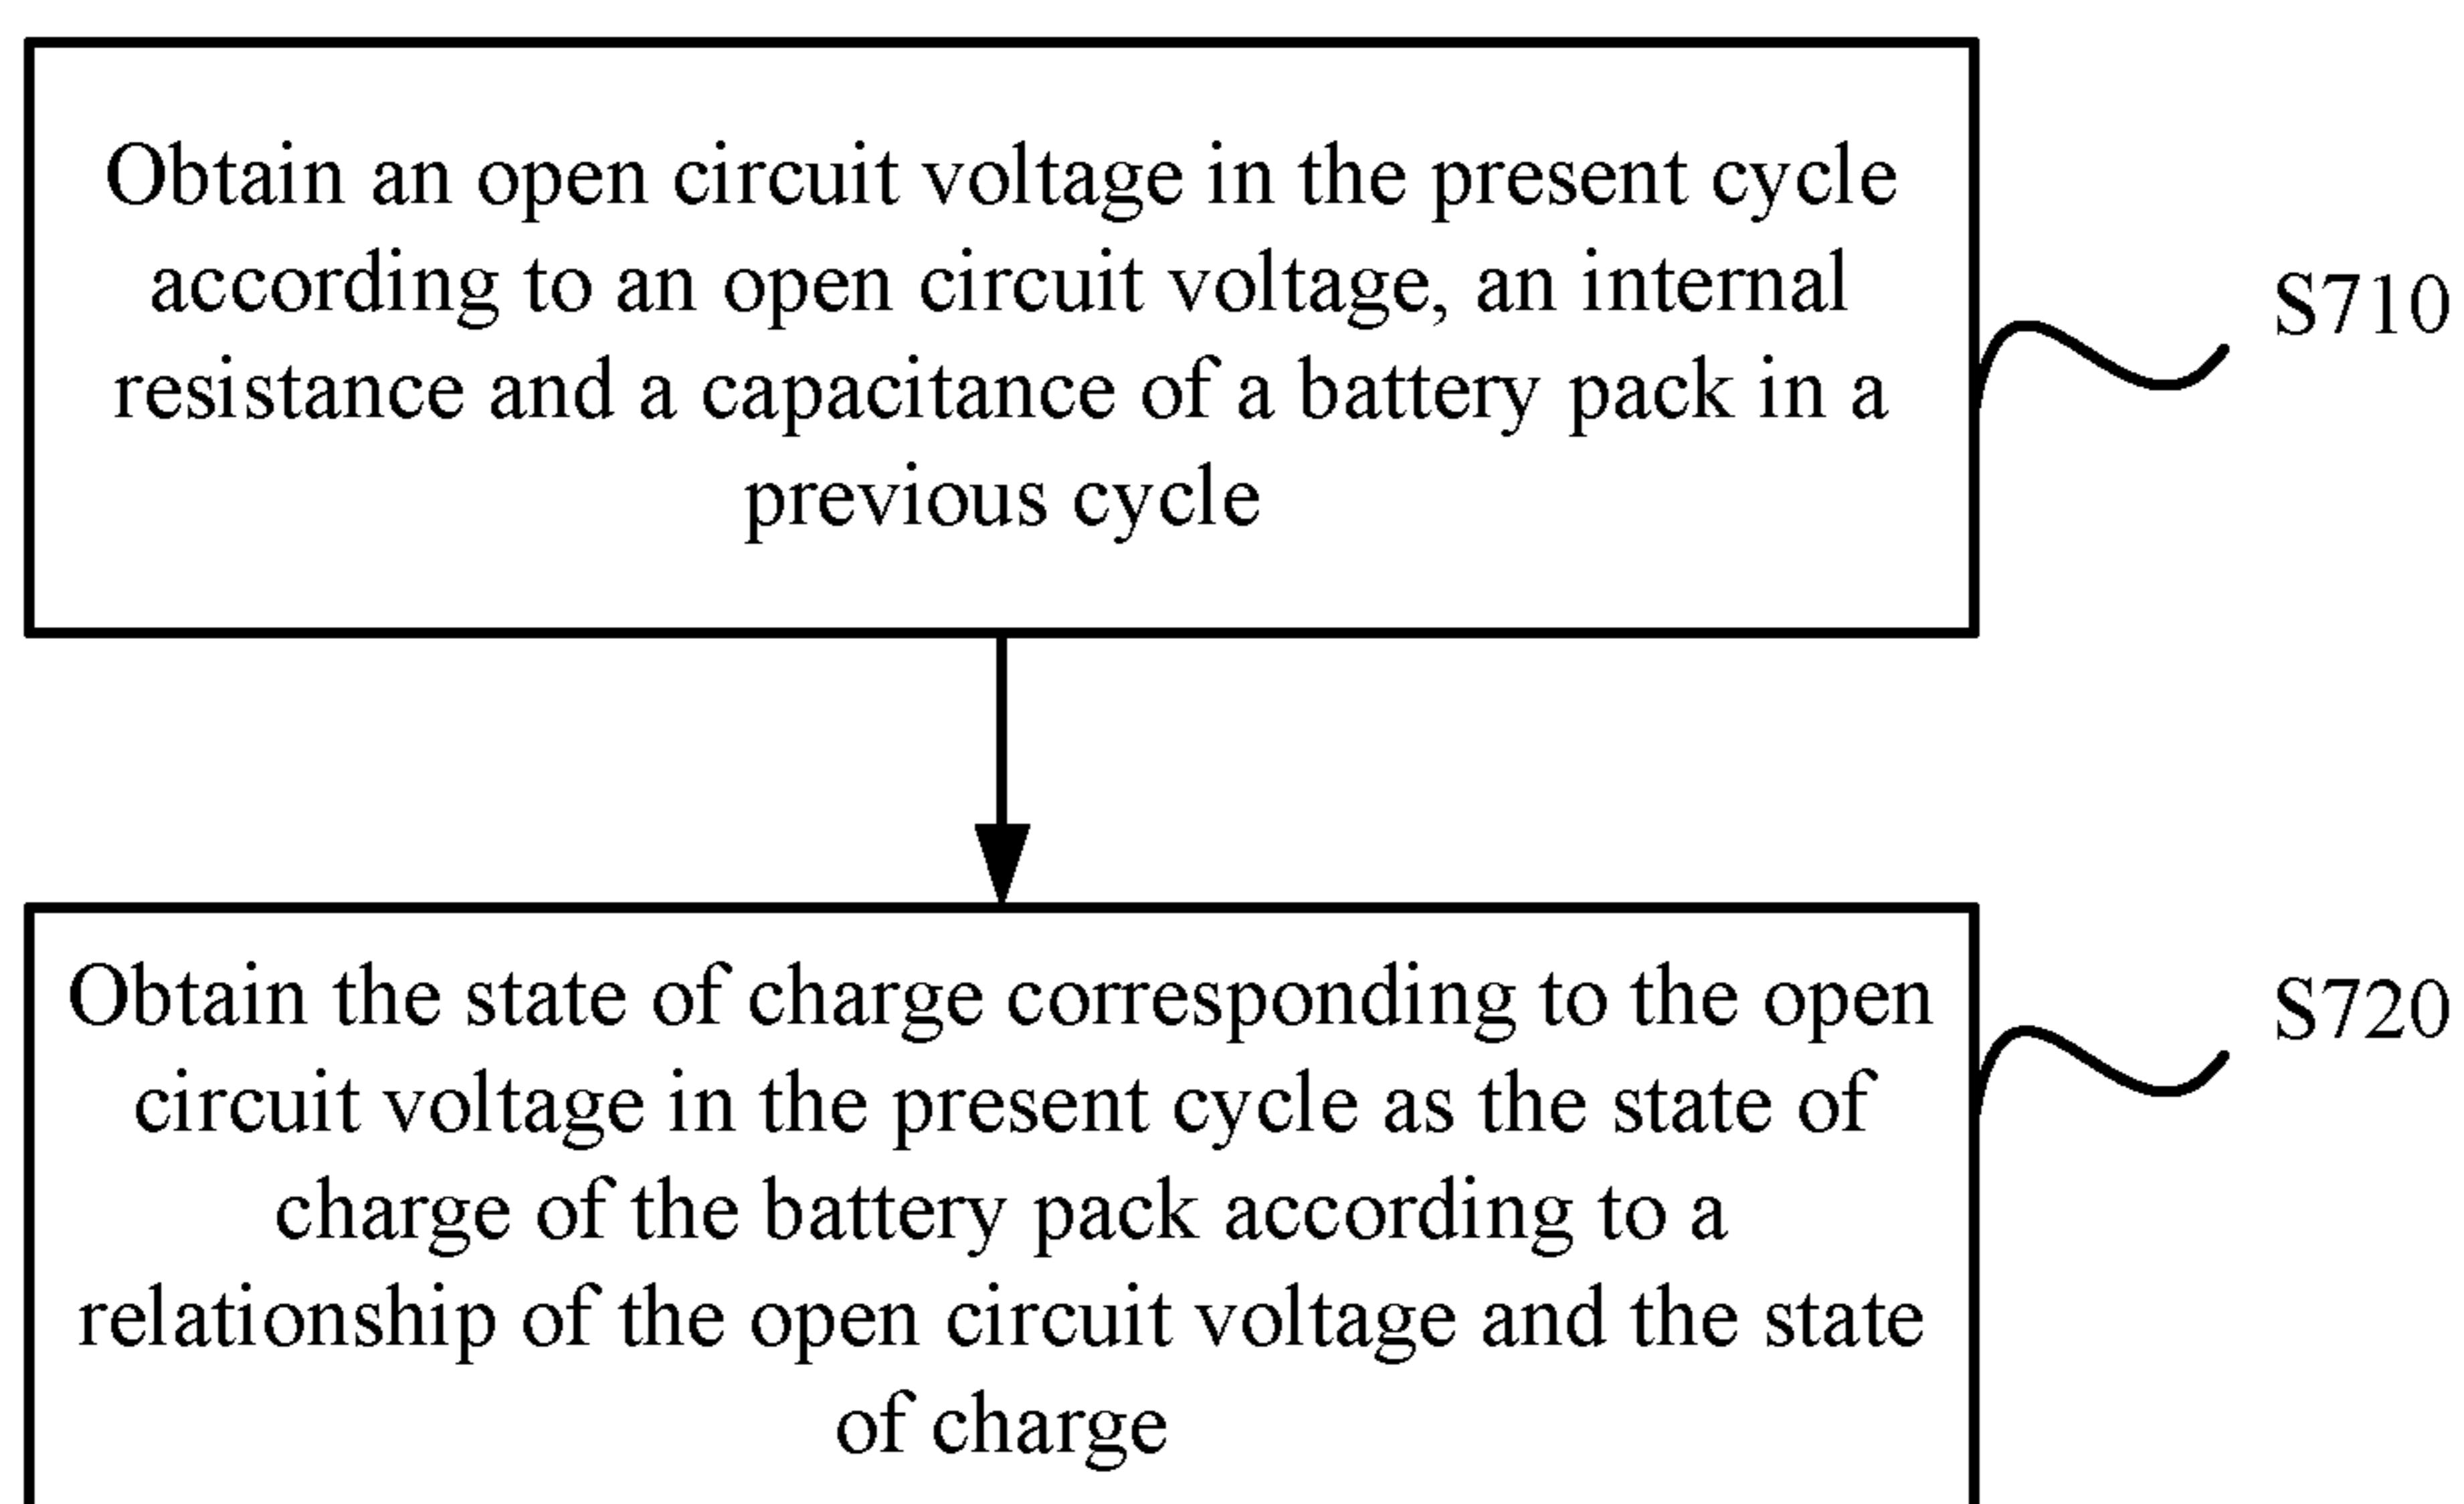 Obtain an open circuit voltage in the present cycle
according to an open circuit voltage, an internal
resistance and a capacitance of a battery pack in a
previous cycle
S710
Obtain the state of charge corresponding to the open
circuit voltage in the present cycle as the state of
charge of the battery pack according to a
relationship of the open circuit voltage and the state
of charge
S720